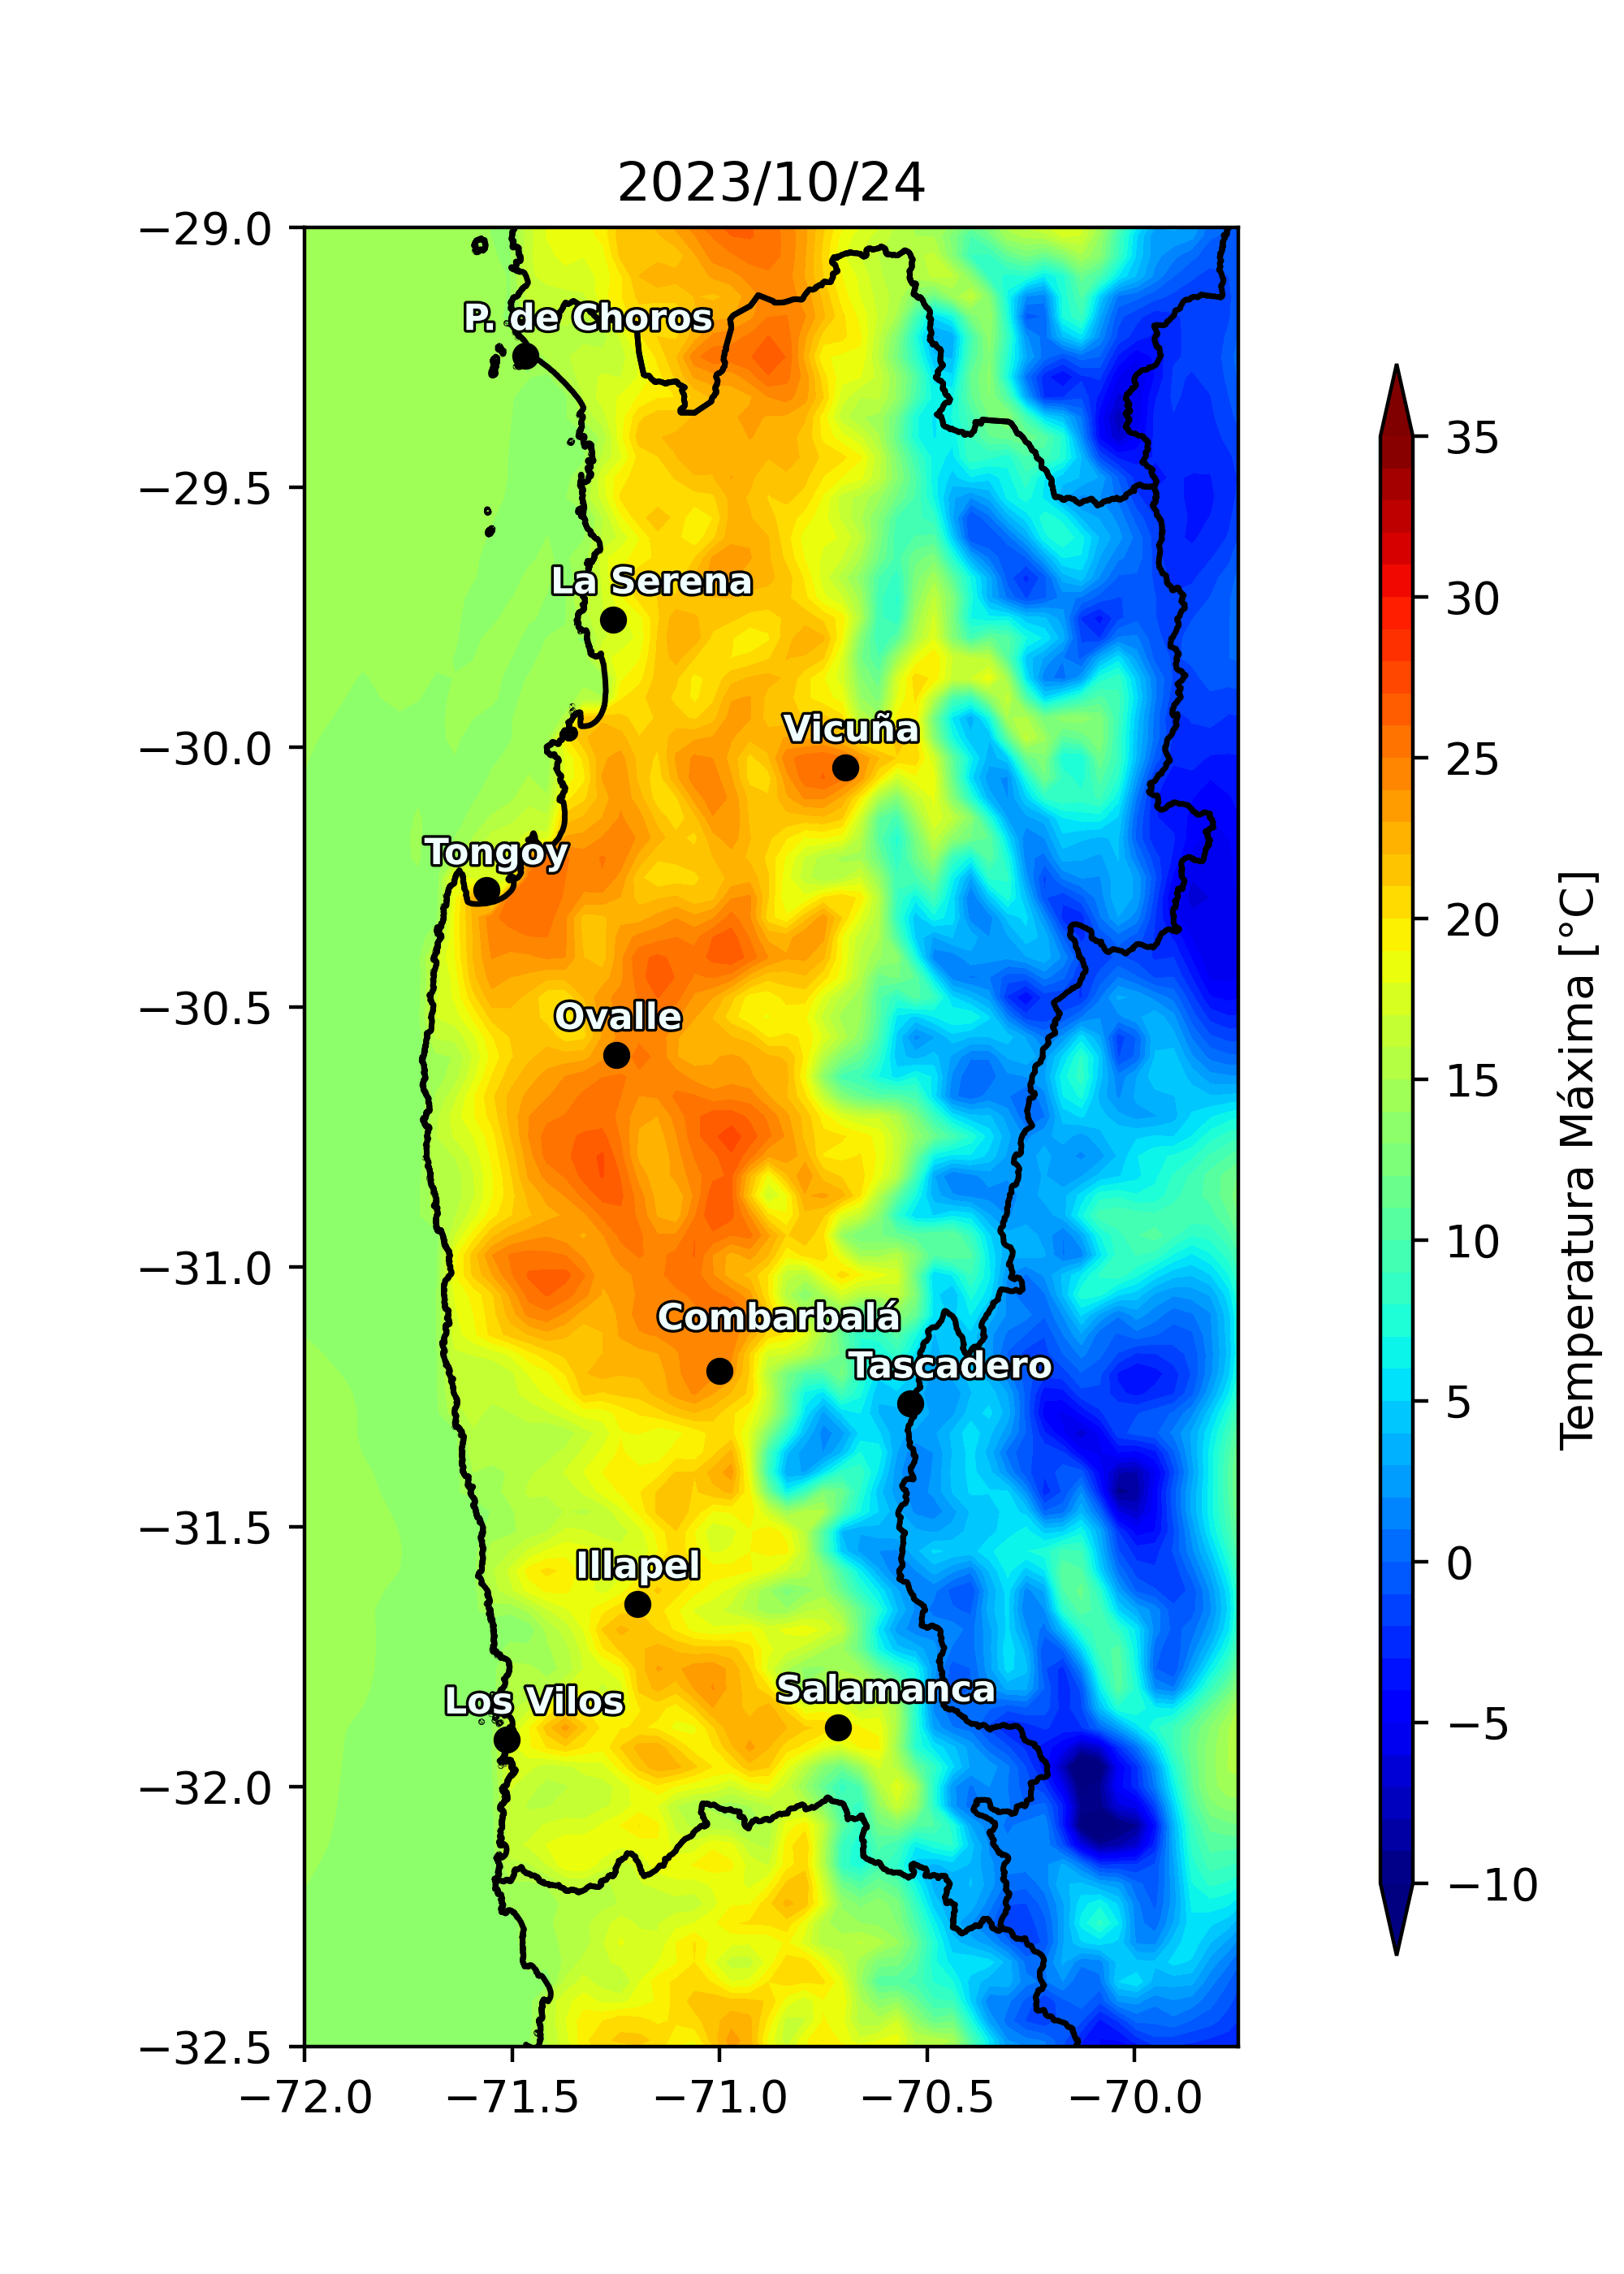 2023/10/24
−29.0
−29.5
−30.0
−30.5
−31.0
−31.5
−32.0
−32.5
−72.0
−71.5
−71.0
−70.5
−70.0
P. de Choros
La Serena
Vicuña
Tongoy
Ovalle
Combarbalá
Tascadero
Illapel
Salamanca
Los Vilos
35
30
25
20
15
10
5
0
−5
−10
Temperatura Máxima [°C]